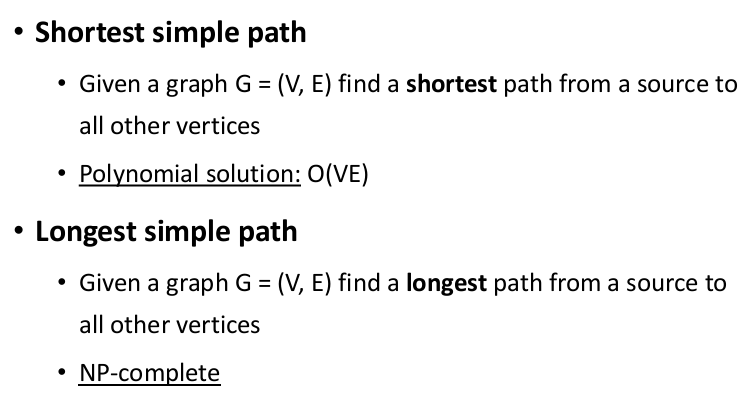 • Shortest simple path
• Given a graph G = (V, E) find a shortest path from a source to
all other vertices
• Polynomial solution: O(VE)
• Longest simple path
• Given a graph G = (V, E) find a longest path from a source to
all other vertices
• NP-complete